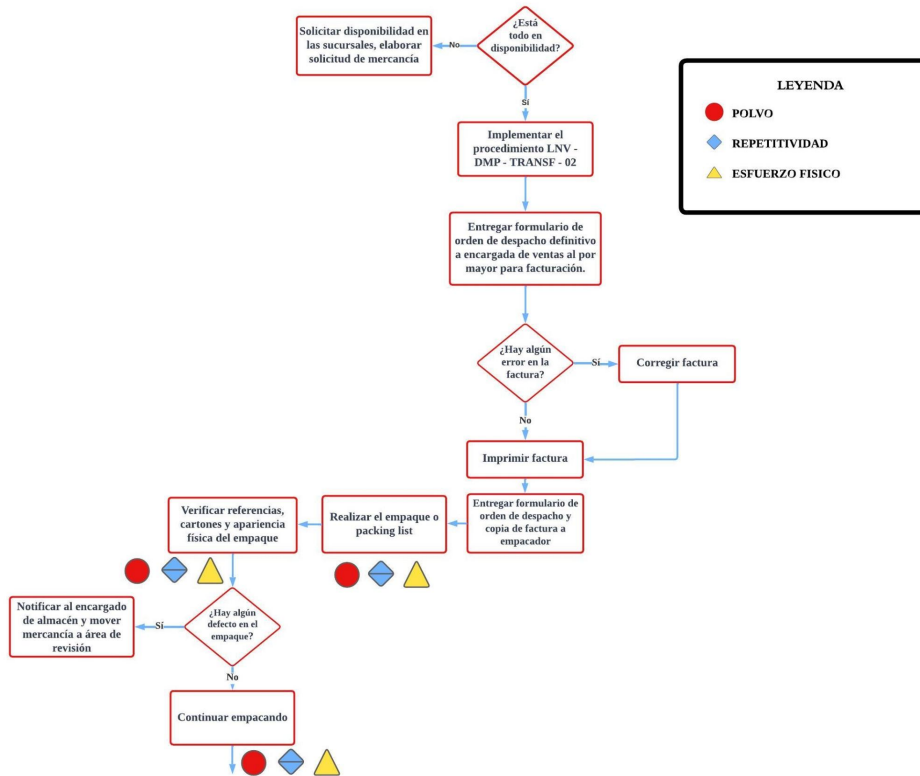 ¿Está
todo en
disponibilidad?
No
Solicitar disponibilidad en
las sucursales, elaborar
solicitud de mercancía
Sí
LEYENDA
POLVO
REPETITIVIDAD
ESFUERZO FISICO
Implementar el
procedimiento LNV -
DMP - TRANSF - 02
Entregar formulario de
orden de despacho definitivo
a encargada de ventas al por
mayor para facturación.
¿Hay algún
error en la
factura?
Sí
Corregir factura
No
Imprimir factura
Entregar formulario de
orden de despacho y
copia de factura a
empacador
Realizar el empaque o
packing list
Verificar referencias,
cartones y apariencia
física del empaque
¿Hay algún
defecto en el
empaque?
Sí
Notificar al encargado
de almacén y mover
mercancía a área de
revisión
No
Continuar empacando